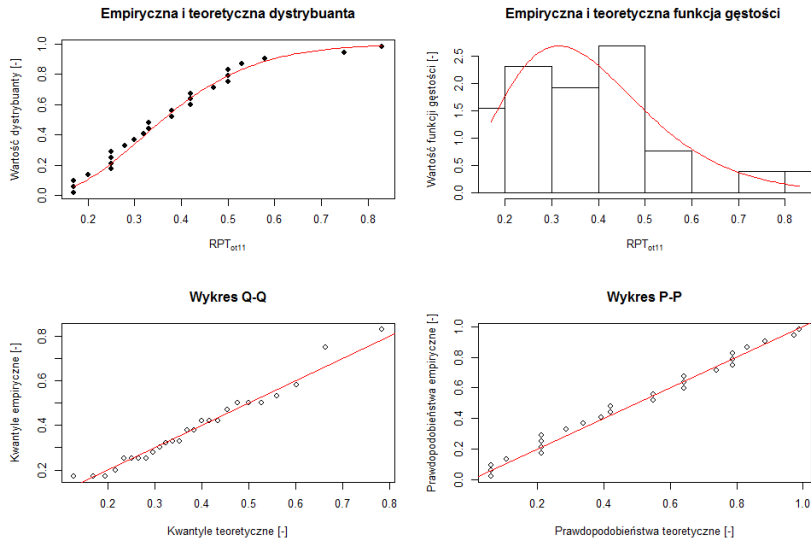 Empiryczna i teoretyczna dystrybuanta
Wartość dystrybuanty [-]
0.0 0.2 0.4 0.6 0.8 1.0
0.2 0.3 0.4 0.5 0.6 0.7 0.8
RPTot11
Empiryczna i teoretyczna funkcja gęstości
Wartość funkcji gęstości [-]
0.0 0.5 1.0 1.5 2.0 2.5
0.2 0.3 0.4 0.5 0.6 0.7 0.8
RPTot11
Wykres Q-Q
Kwantyle empiryczne [-]
0.2 0.4 0.6 0.8
0.1 0.2 0.3 0.4 0.5 0.6 0.7 0.8
Kwantyle teoretyczne [-]
Wykres P-P
Prawdopodobieństwa empiryczne [-]
0.0 0.2 0.4 0.6 0.8 1.0
0.2 0.4 0.6 0.8 1.0
Prawdopodobieństwa teoretyczne [-]